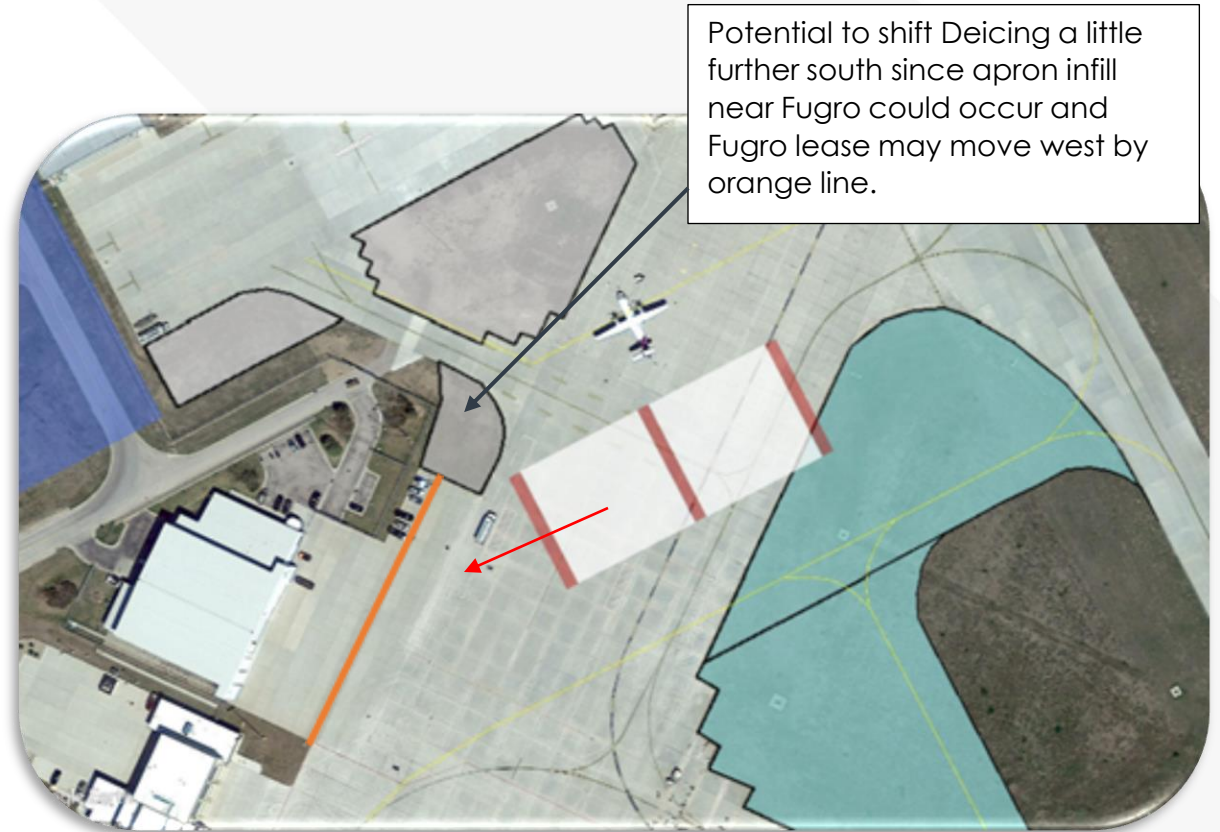 Potential to shift Deicing a little
further south since apron infill
near Fugro could occur and
Fugro lease may move west by
orange line.